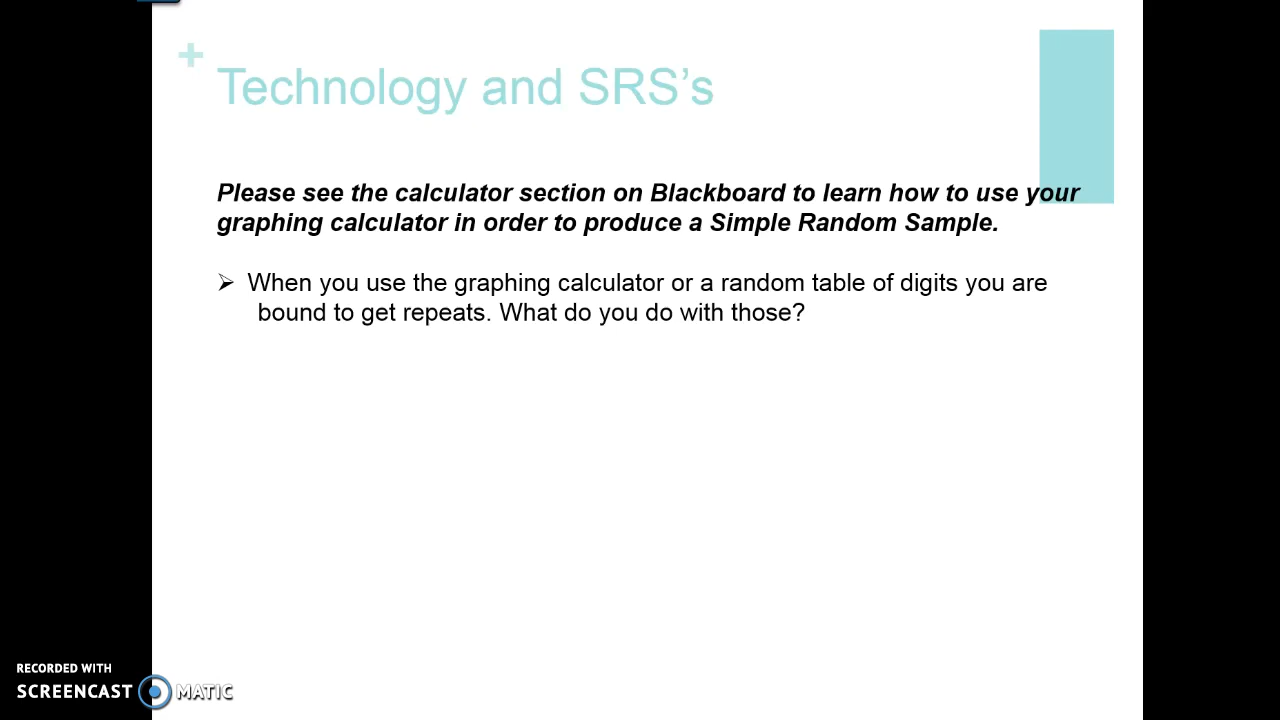 +
Technology and SRS’s
Please see the calculator section on Blackboard to learn how to use your
graphing calculator in order to produce a Simple Random Sample.
➢ When you use the graphing calculator or a random table of digits you are
bound to get repeats. What do you do with those?
RECORDED WITH
SCREENCAST MATIC